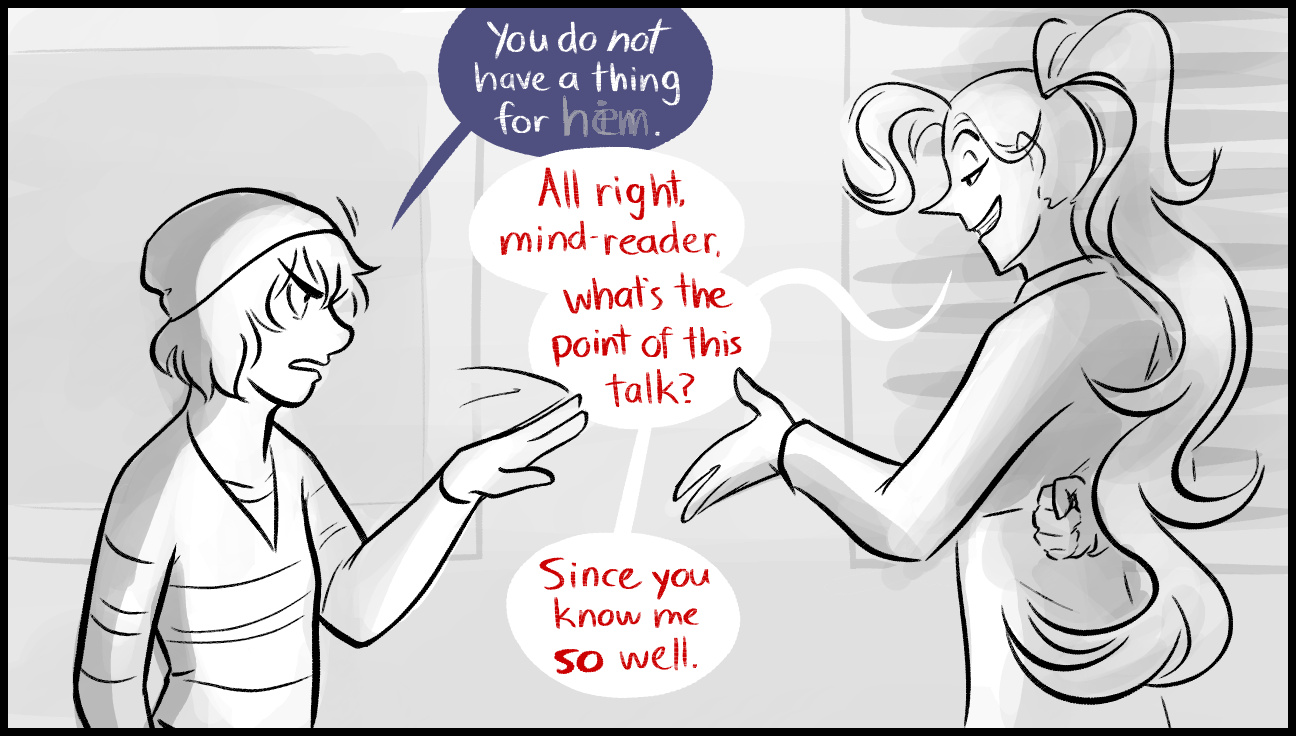 You do not
have a thing
for .
All right,
mind-reader,
what's the
point of this
talk?
Since you
know me
so well.